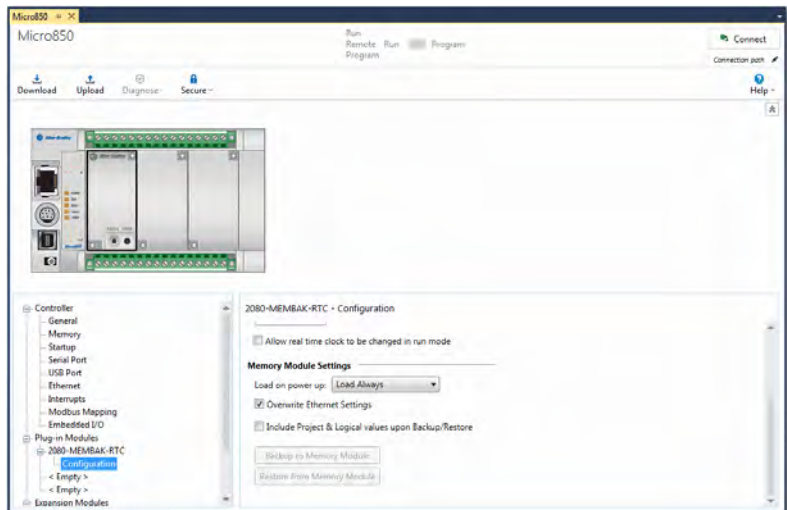 Micro850
Micro850
Run
Remote Run Program
Program
Connect
Connection path
Download Upload Diagnose Secure
Help
Allen-Bradley
Allen-Bradley
Controller
General
Memory
Startup
Serial Port
USB Port
Ethernet
Interrupts
Modbus Mapping
Embedded I/O
Plug-in Modules
2080-MEMBAK-RTC
Configuration
< Empty >
< Empty >
Expansion Modules
2080-MEMBAK-RTC - Configuration
Allow real time clock to be changed in run mode
Memory Module Settings
Load on power up: Load Always
Overwrite Ethernet Settings
Include Project & Logical values upon Backup/Restore
Backup to Memory Module
Restore from Memory Module